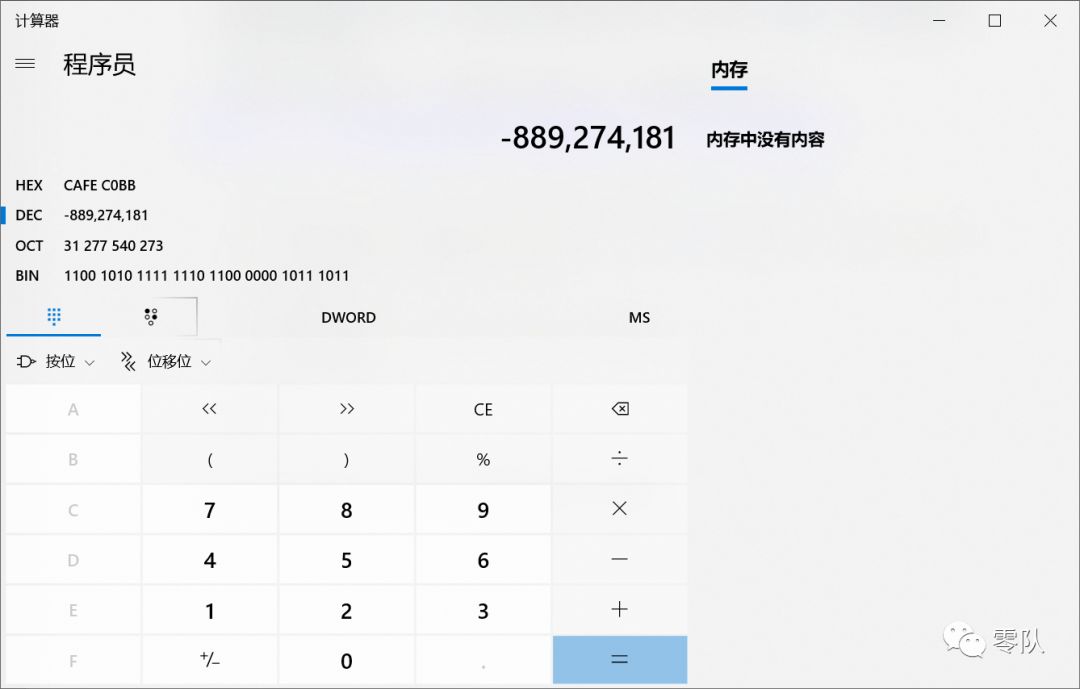 计算器
程序员
内存
-889,274,181
内存中没有内容
HEX CAFE C0BB
DEC -889,274,181
OCT 31 277 540 273
BIN 1100 1010 1111 1110 1100 0000 1011 1011
DWORD MS
按位 位移位
A << >> CE
B ( ) % ÷
C 7 8 9 ×
D 4 5 6 −
E 1 2 3 +
F +/− 0 . =
零队